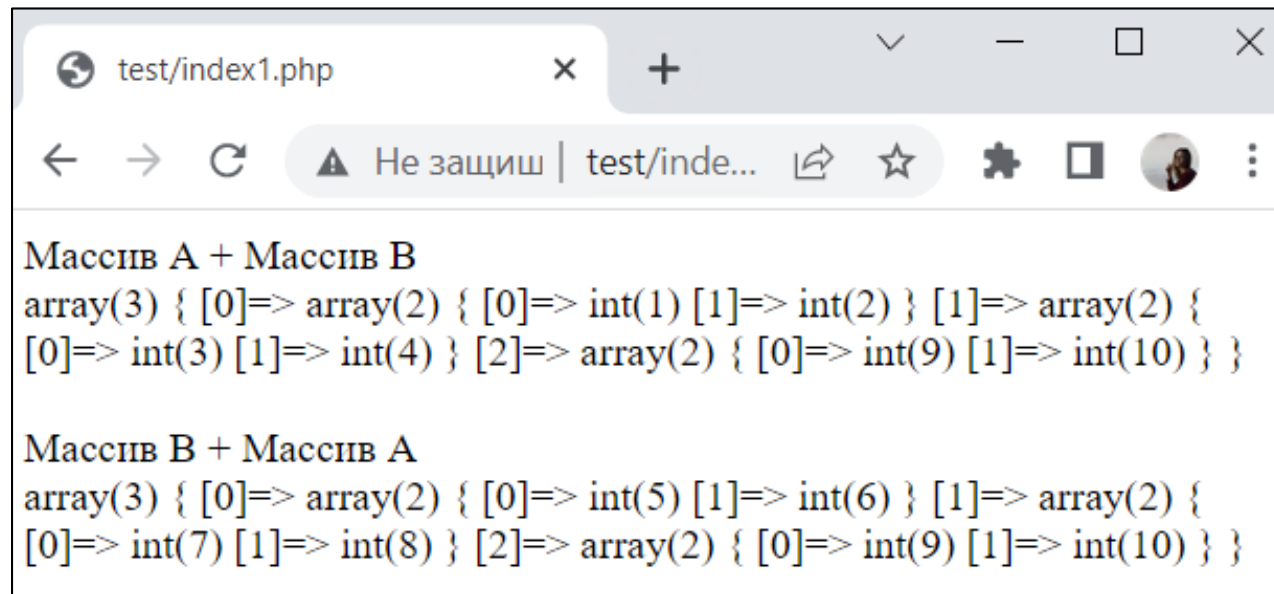 test/index1.php
Не защищ | test/inde...
Массив А + Массив В
array(3) { [0]=> array(2) { [0]=> int(1) [1]=> int(2) } [1]=> array(2) {
[0]=> int(3) [1]=> int(4) } [2]=> array(2) { [0]=> int(9) [1]=> int(10) } }
Массив В + Массив А
array(3) { [0]=> array(2) { [0]=> int(5) [1]=> int(6) } [1]=> array(2) {
[0]=> int(7) [1]=> int(8) } [2]=> array(2) { [0]=> int(9) [1]=> int(10) } }